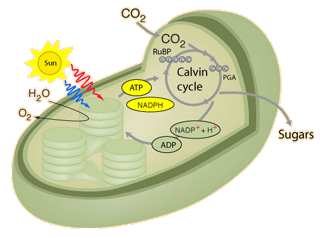 CO2
CO2
RuBP
Sun
PGA
Calvin
cycle
ATP
NADPH
H2O
O2
NADP+ + H+
ADP
Sugars